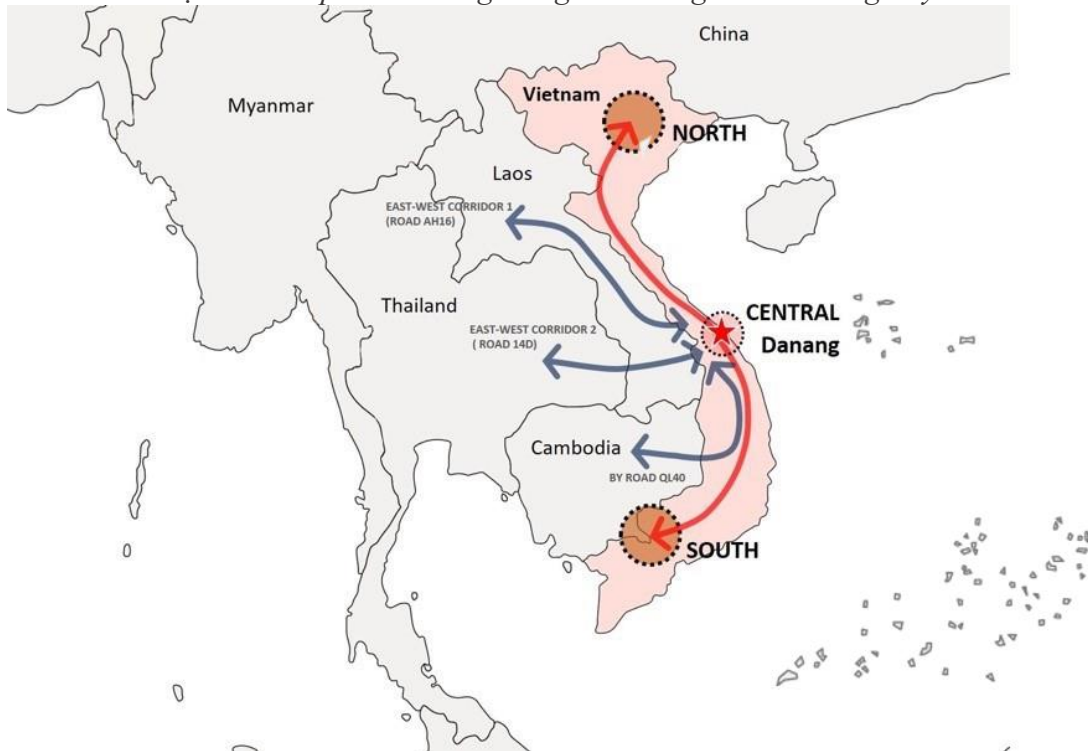 China
Vietnam
Myanmar
NORTH
Laos
EAST-WEST CORRIDOR 1
(ROAD AH16)
Thailand
CENTRAL
Danang
EAST-WEST CORRIDOR 2
( ROAD 14D)
Cambodia
BY ROAD QL40
SOUTH